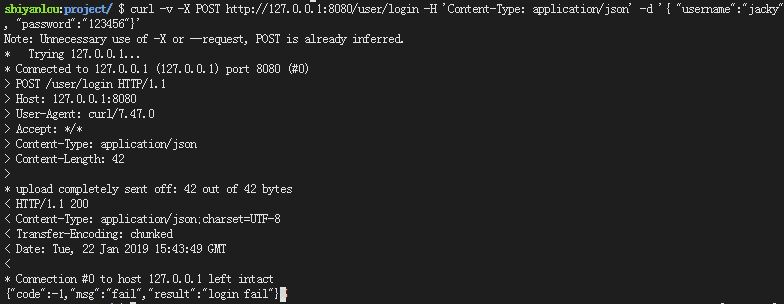 shiyanlou:project/ $ curl -v -X POST http://127.0.0.1:8080/user/login -H 'Content-Type: application/json' -d '{ "username":"jacky"
, "password":"123456"}'
Note: Unnecessary use of -X or --request, POST is already inferred.
*   Trying 127.0.0.1...
* Connected to 127.0.0.1 (127.0.0.1) port 8080 (#0)
> POST /user/login HTTP/1.1
> Host: 127.0.0.1:8080
> User-Agent: curl/7.47.0
> Accept: */*
> Content-Type: application/json
> Content-Length: 42
>
* upload completely sent off: 42 out of 42 bytes
< HTTP/1.1 200
< Content-Type: application/json;charset=UTF-8
< Transfer-Encoding: chunked
< Date: Tue, 22 Jan 2019 15:43:49 GMT
<
* Connection #0 to host 127.0.0.1 left intact
{"code":-1,"msg":"fail","result":"login fail"}